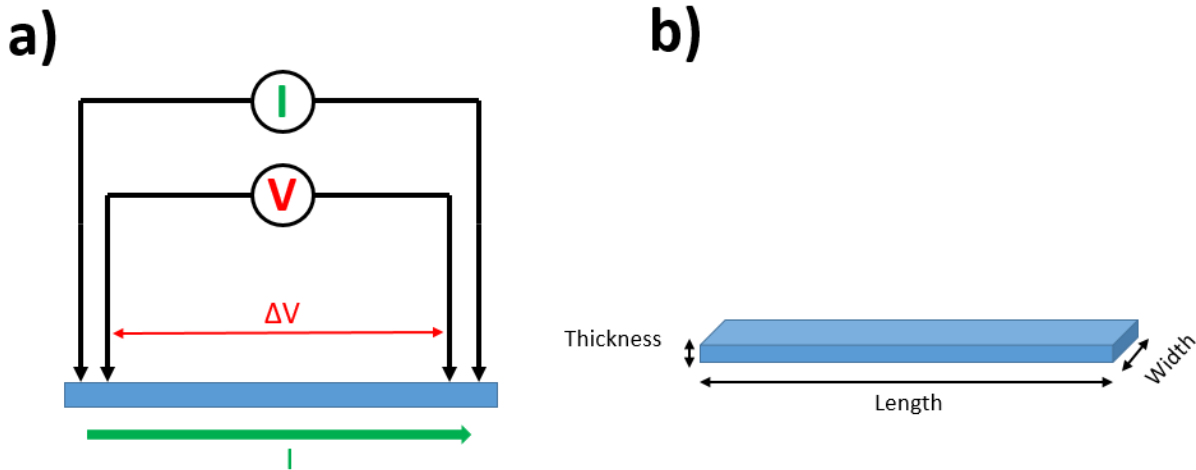 a)
I
V
ΔV
I
b)
Thickness
Width
Length